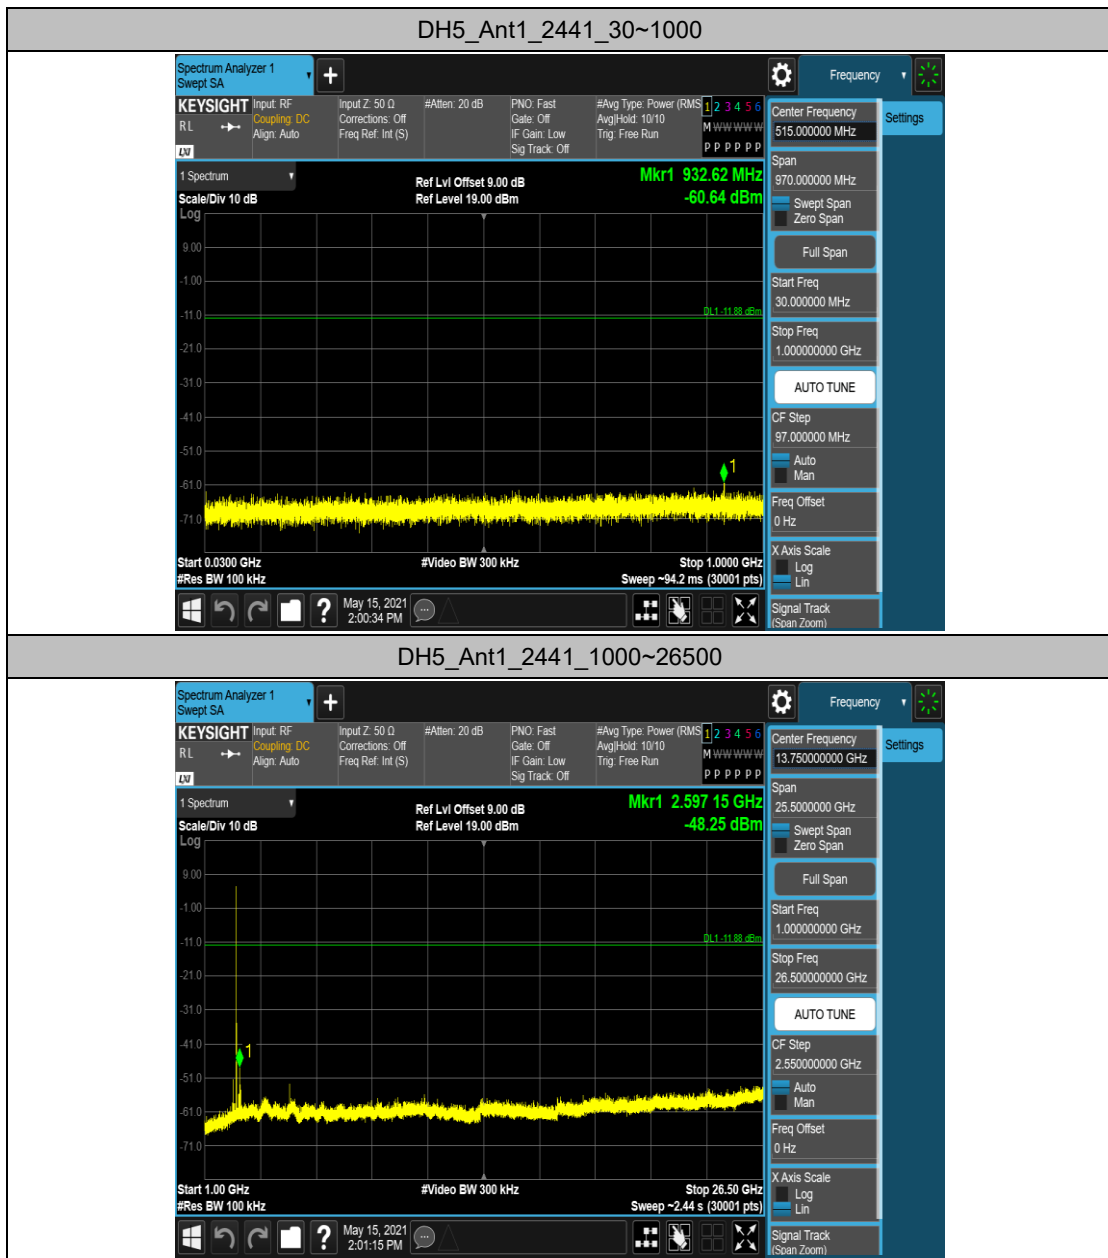 DH5_Ant1_2441_30~1000
Spectrum Analyzer 1
Swept SA
Frequency
KEYSIGHT
RL
LXI
Input: RF
Coupling: DC
Align: Auto
Input Z: 50 Ω
Corrections: Off
Freq Ref: Int (S)
#Atten: 20 dB
PNO: Fast
Gate: Off
IF Gain: Low
Sig Track: Off
#Avg Type: Power (RMS
Avg|Hold: 10/10
Trig: Free Run
1 2 3 4 5 6
M W W W W W
P P P P P P
Settings
1 Spectrum
Scale/Div 10 dB
Log
Ref Lvl Offset 9.00 dB
Ref Level 19.00 dBm
Mkr1 932.62 MHz
-60.64 dBm
9.00
-1.00
-11.0
DL1 -11.88 dBm
-21.0
-31.0
-41.0
-51.0
-61.0
-71.0
1
Start 0.0300 GHz
#Res BW 100 kHz
#Video BW 300 kHz
Stop 1.0000 GHz
Sweep ~94.2 ms (30001 pts)
Center Frequency
515.000000 MHz
Span
970.000000 MHz
Swept Span
Zero Span
Full Span
Start Freq
30.000000 MHz
Stop Freq
1.000000000 GHz
AUTO TUNE
CF Step
97.000000 MHz
Auto
Man
Freq Offset
0 Hz
X Axis Scale
Log
Lin
Signal Track
(Span Zoom)
?
May 15, 2021
2:00:34 PM
DH5_Ant1_2441_1000~26500
Spectrum Analyzer 1
Swept SA
Frequency
KEYSIGHT
RL
LXI
Input: RF
Coupling: DC
Align: Auto
Input Z: 50 Ω
Corrections: Off
Freq Ref: Int (S)
#Atten: 20 dB
PNO: Fast
Gate: Off
IF Gain: Low
Sig Track: Off
#Avg Type: Power (RMS
Avg|Hold: 10/10
Trig: Free Run
1 2 3 4 5 6
M W W W W W
P P P P P P
Settings
1 Spectrum
Scale/Div 10 dB
Log
Ref Lvl Offset 9.00 dB
Ref Level 19.00 dBm
Mkr1 2.597 15 GHz
-48.25 dBm
9.00
-1.00
-11.0
DL1 -11.88 dBm
-21.0
-31.0
-41.0
-51.0
-61.0
-71.0
1
Start 1.00 GHz
#Res BW 100 kHz
#Video BW 300 kHz
Stop 26.50 GHz
Sweep ~2.44 s (30001 pts)
Center Frequency
13.750000000 GHz
Span
25.5000000 GHz
Swept Span
Zero Span
Full Span
Start Freq
1.000000000 GHz
Stop Freq
26.500000000 GHz
AUTO TUNE
CF Step
2.550000000 GHz
Auto
Man
Freq Offset
0 Hz
X Axis Scale
Log
Lin
Signal Track
(Span Zoom)
?
May 15, 2021
2:01:15 PM